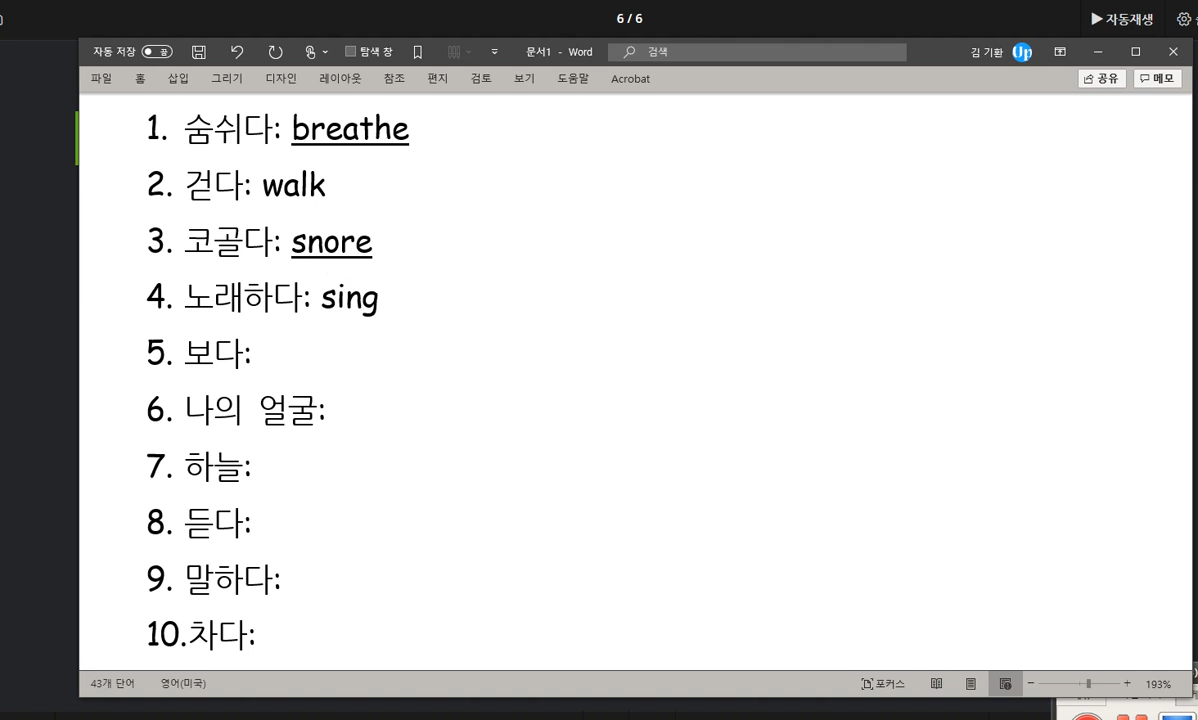 6 / 6
▶ 자동재생
자동 저장 끔 탐색 창 문서1 - Word 검색 김 기환 Up
파일 홈 삽입 그리기 디자인 레이아웃 참조 편지 검토 보기 도움말 Acrobat 공유 메모
1. 숨쉬다: breathe
2. 걷다: walk
3. 코골다: snore
4. 노래하다: sing
5. 보다:
6. 나의 얼굴:
7. 하늘:
8. 듣다:
9. 말하다:
10.차다:
43개 단어 영어(미국) 포커스 193%